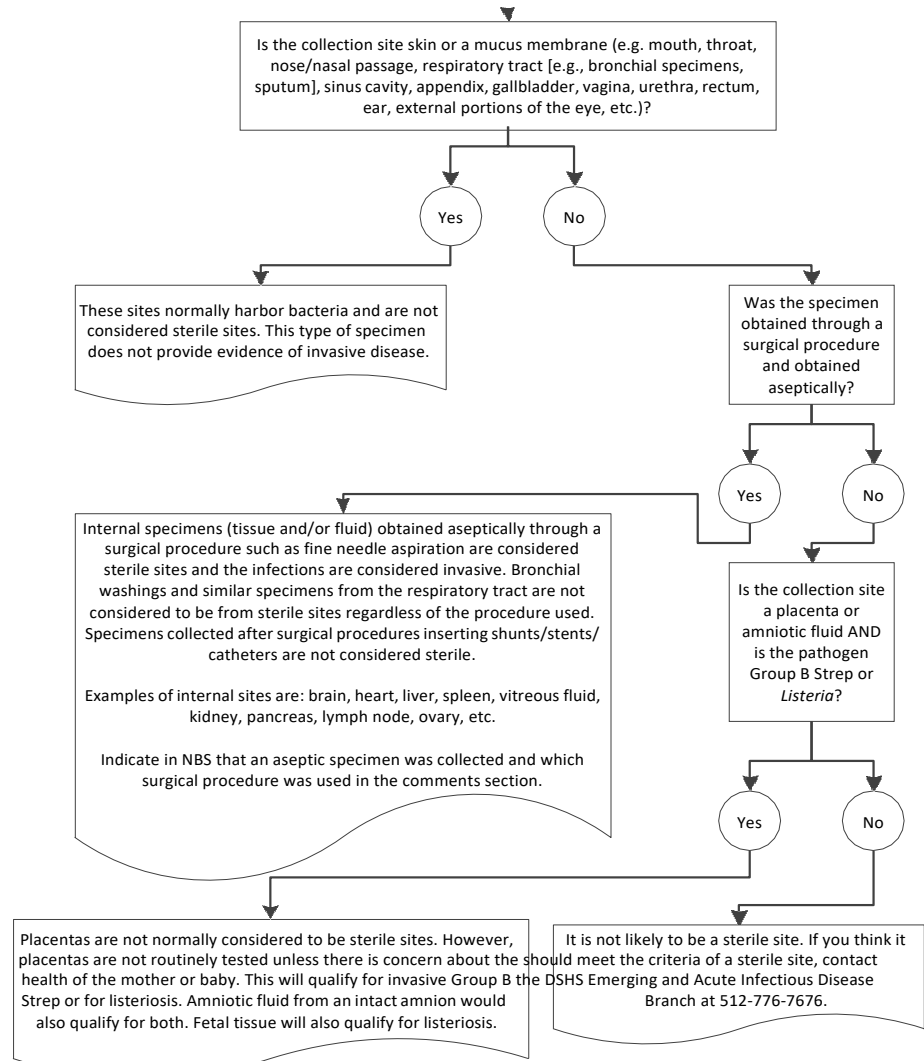 Is the collection site skin or a mucus membrane (e.g. mouth, throat,
nose/nasal passage, respiratory tract [e.g., bronchial specimens,
sputum], sinus cavity, appendix, gallbladder, vagina, urethra, rectum,
ear, external portions of the eye, etc.)?
Yes
No
These sites normally harbor bacteria and are not
considered sterile sites. This type of specimen
does not provide evidence of invasive disease.
Was the specimen
obtained through a
surgical procedure
and obtained
aseptically?
Yes
No
Internal specimens (tissue and/or fluid) obtained aseptically through a
surgical procedure such as fine needle aspiration are considered
sterile sites and the infections are considered invasive. Bronchial
washings and similar specimens from the respiratory tract are not
considered to be from sterile sites regardless of the procedure used.
Specimens collected after surgical procedures inserting shunts/stents/
catheters are not considered sterile.
Examples of internal sites are: brain, heart, liver, spleen, vitreous fluid,
kidney, pancreas, lymph node, ovary, etc.
Indicate in NBS that an aseptic specimen was collected and which
surgical procedure was used in the comments section.
Is the collection site
a placenta or
amniotic fluid AND
is the pathogen
Group B Strep or
Listeria?
Yes
No
Placentas are not normally considered to be sterile sites. However,
placentas are not routinely tested unless there is concern about the
health of the mother or baby. This will qualify for invasive Group B
Strep or for listeriosis. Amniotic fluid from an intact amnion would
also qualify for both. Fetal tissue will also qualify for listeriosis.
It is not likely to be a sterile site. If you think it
should meet the criteria of a sterile site, contact
the DSHS Emerging and Acute Infectious Disease
Branch at 512-776-7676.